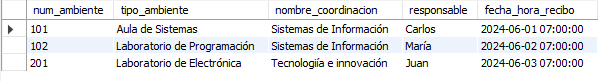 num_ambiente tipo_ambiente nombre_coordinacion responsable fecha_hora_recibo
101 Aula de Sistemas Sistemas de Información Carlos 2024-06-01 07:00:00
102 Laboratorio de Programación Sistemas de Información María 2024-06-02 07:00:00
201 Laboratorio de Electrónica Tecnologíia e innovación Juan 2024-06-03 07:00:00